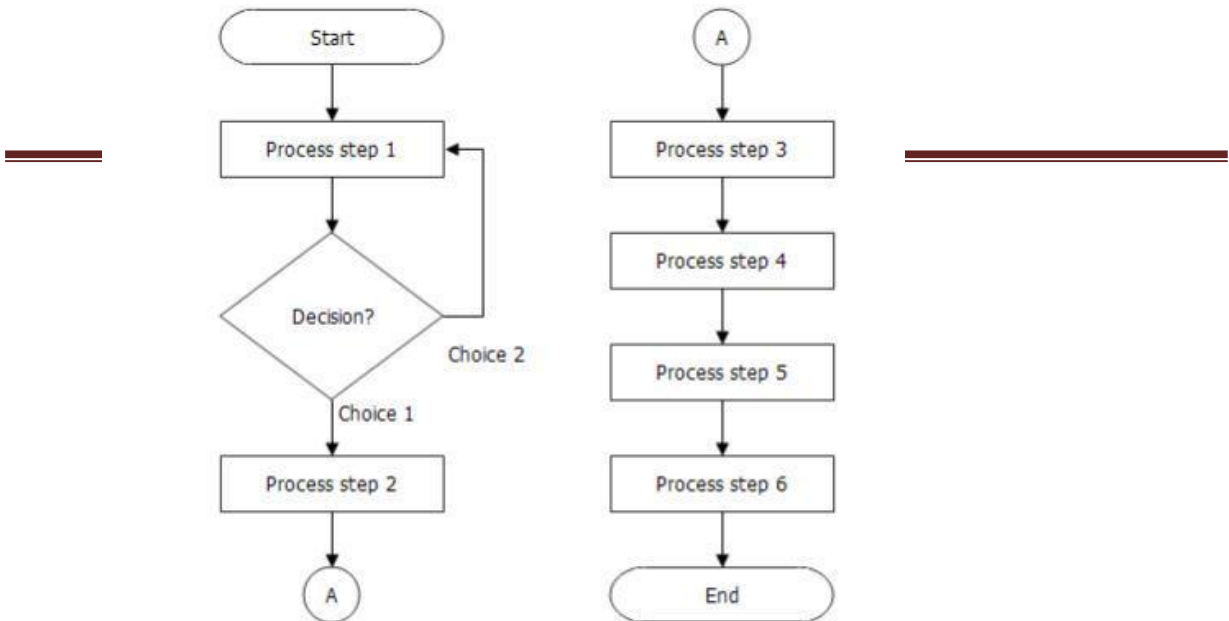 Start
Process step 1
Decision?
Choice 2
Choice 1
Process step 2
A
A
Process step 3
Process step 4
Process step 5
Process step 6
End